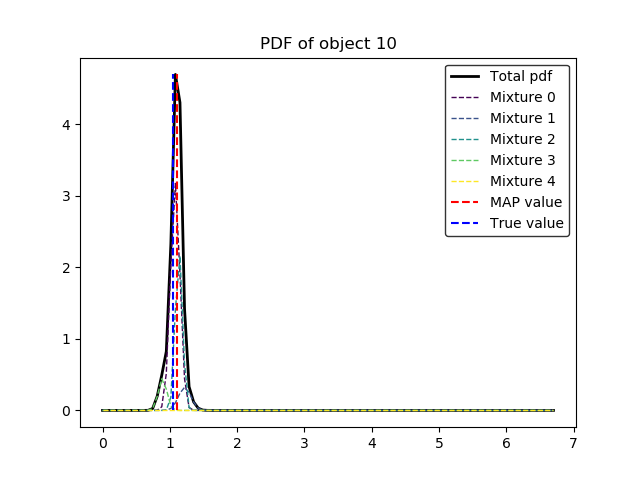 PDF of object 10
Total pdf
Mixture 0
Mixture 1
Mixture 2
Mixture 3
Mixture 4
MAP value
True value
4
3
2
1
0
0 1 2 3 4 5 6 7